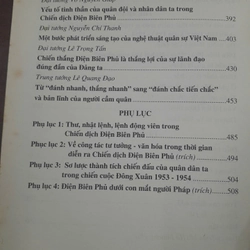 Yếu tố tinh thần của quân đội và nhân dân ta trong
Chiến dịch Điện Biên Phủ 392
Đại tướng Nguyễn Chí Thanh
Một bước phát triển sáng tạo của nghệ thuật quân sự Việt Nam 403
Đại tướng Lê Trọng Tấn
Chiến thắng Điện Biên Phủ là thắng lợi của sự lãnh đạo
đúng đắn của Đảng ta 430
Trung tướng Lê Quang Đạo
Từ “đánh nhanh, thắng nhanh” sang “đánh chắc tiến chắc”
và bản lĩnh của người cầm quân 453
PHỤ LỤC
Phụ lục 1: Thư, nhật lệnh, lệnh động viên trong
Chiến dịch Điện Biên Phủ 485
Phục lục 2: Về công tác tư tưởng - văn hóa trong thời gian
diễn ra Chiến dịch Điện Biên Phủ (trích) 494
Phụ lục 3: Sơ lược thành tích chiến đấu của quân dân ta
trong chiến cuộc Đông Xuân 1953 - 1954 504
Phụ lục 4: Điện Biên Phủ dưới con mắt người Pháp (trích) 508